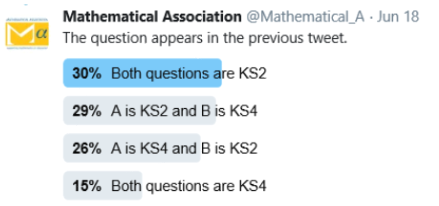 Mathematical Association @Mathematical_A · Jun 18
The question appears in the previous tweet.
30% Both questions are KS2
29% A is KS2 and B is KS4
26% A is KS4 and B is KS2
15% Both questions are KS4